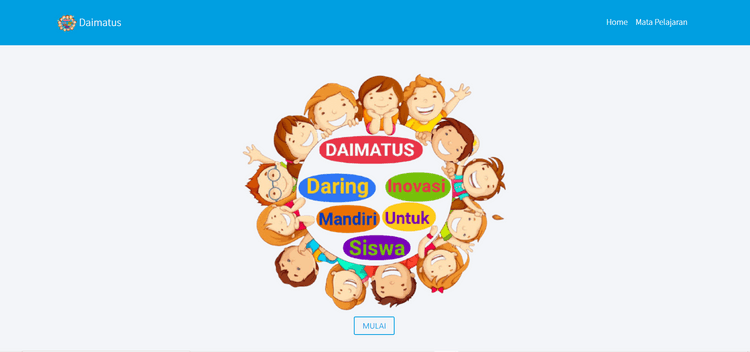 Daimatus
Home Mata Pelajaran
DAIMATUS
Daring Inovasi
Mandiri Untuk
Siswa
MULAI